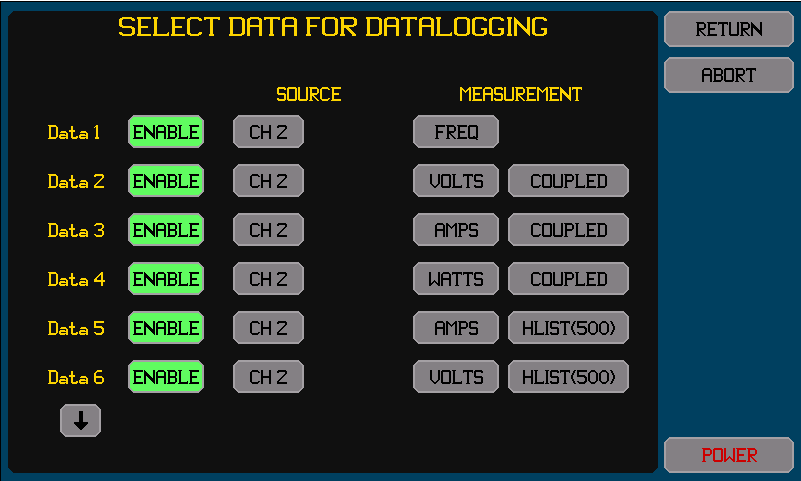 SELECT DATA FOR DATALOGGING
RETURN
ABORT
SOURCE MEASUREMENT
Data 1 ENABLE CH 2 FREQ
Data 2 ENABLE CH 2 VOLTS COUPLED
Data 3 ENABLE CH 2 AMPS COUPLED
Data 4 ENABLE CH 2 WATTS COUPLED
Data 5 ENABLE CH 2 AMPS HLIST(500)
Data 6 ENABLE CH 2 VOLTS HLIST(500)
↓
POWER